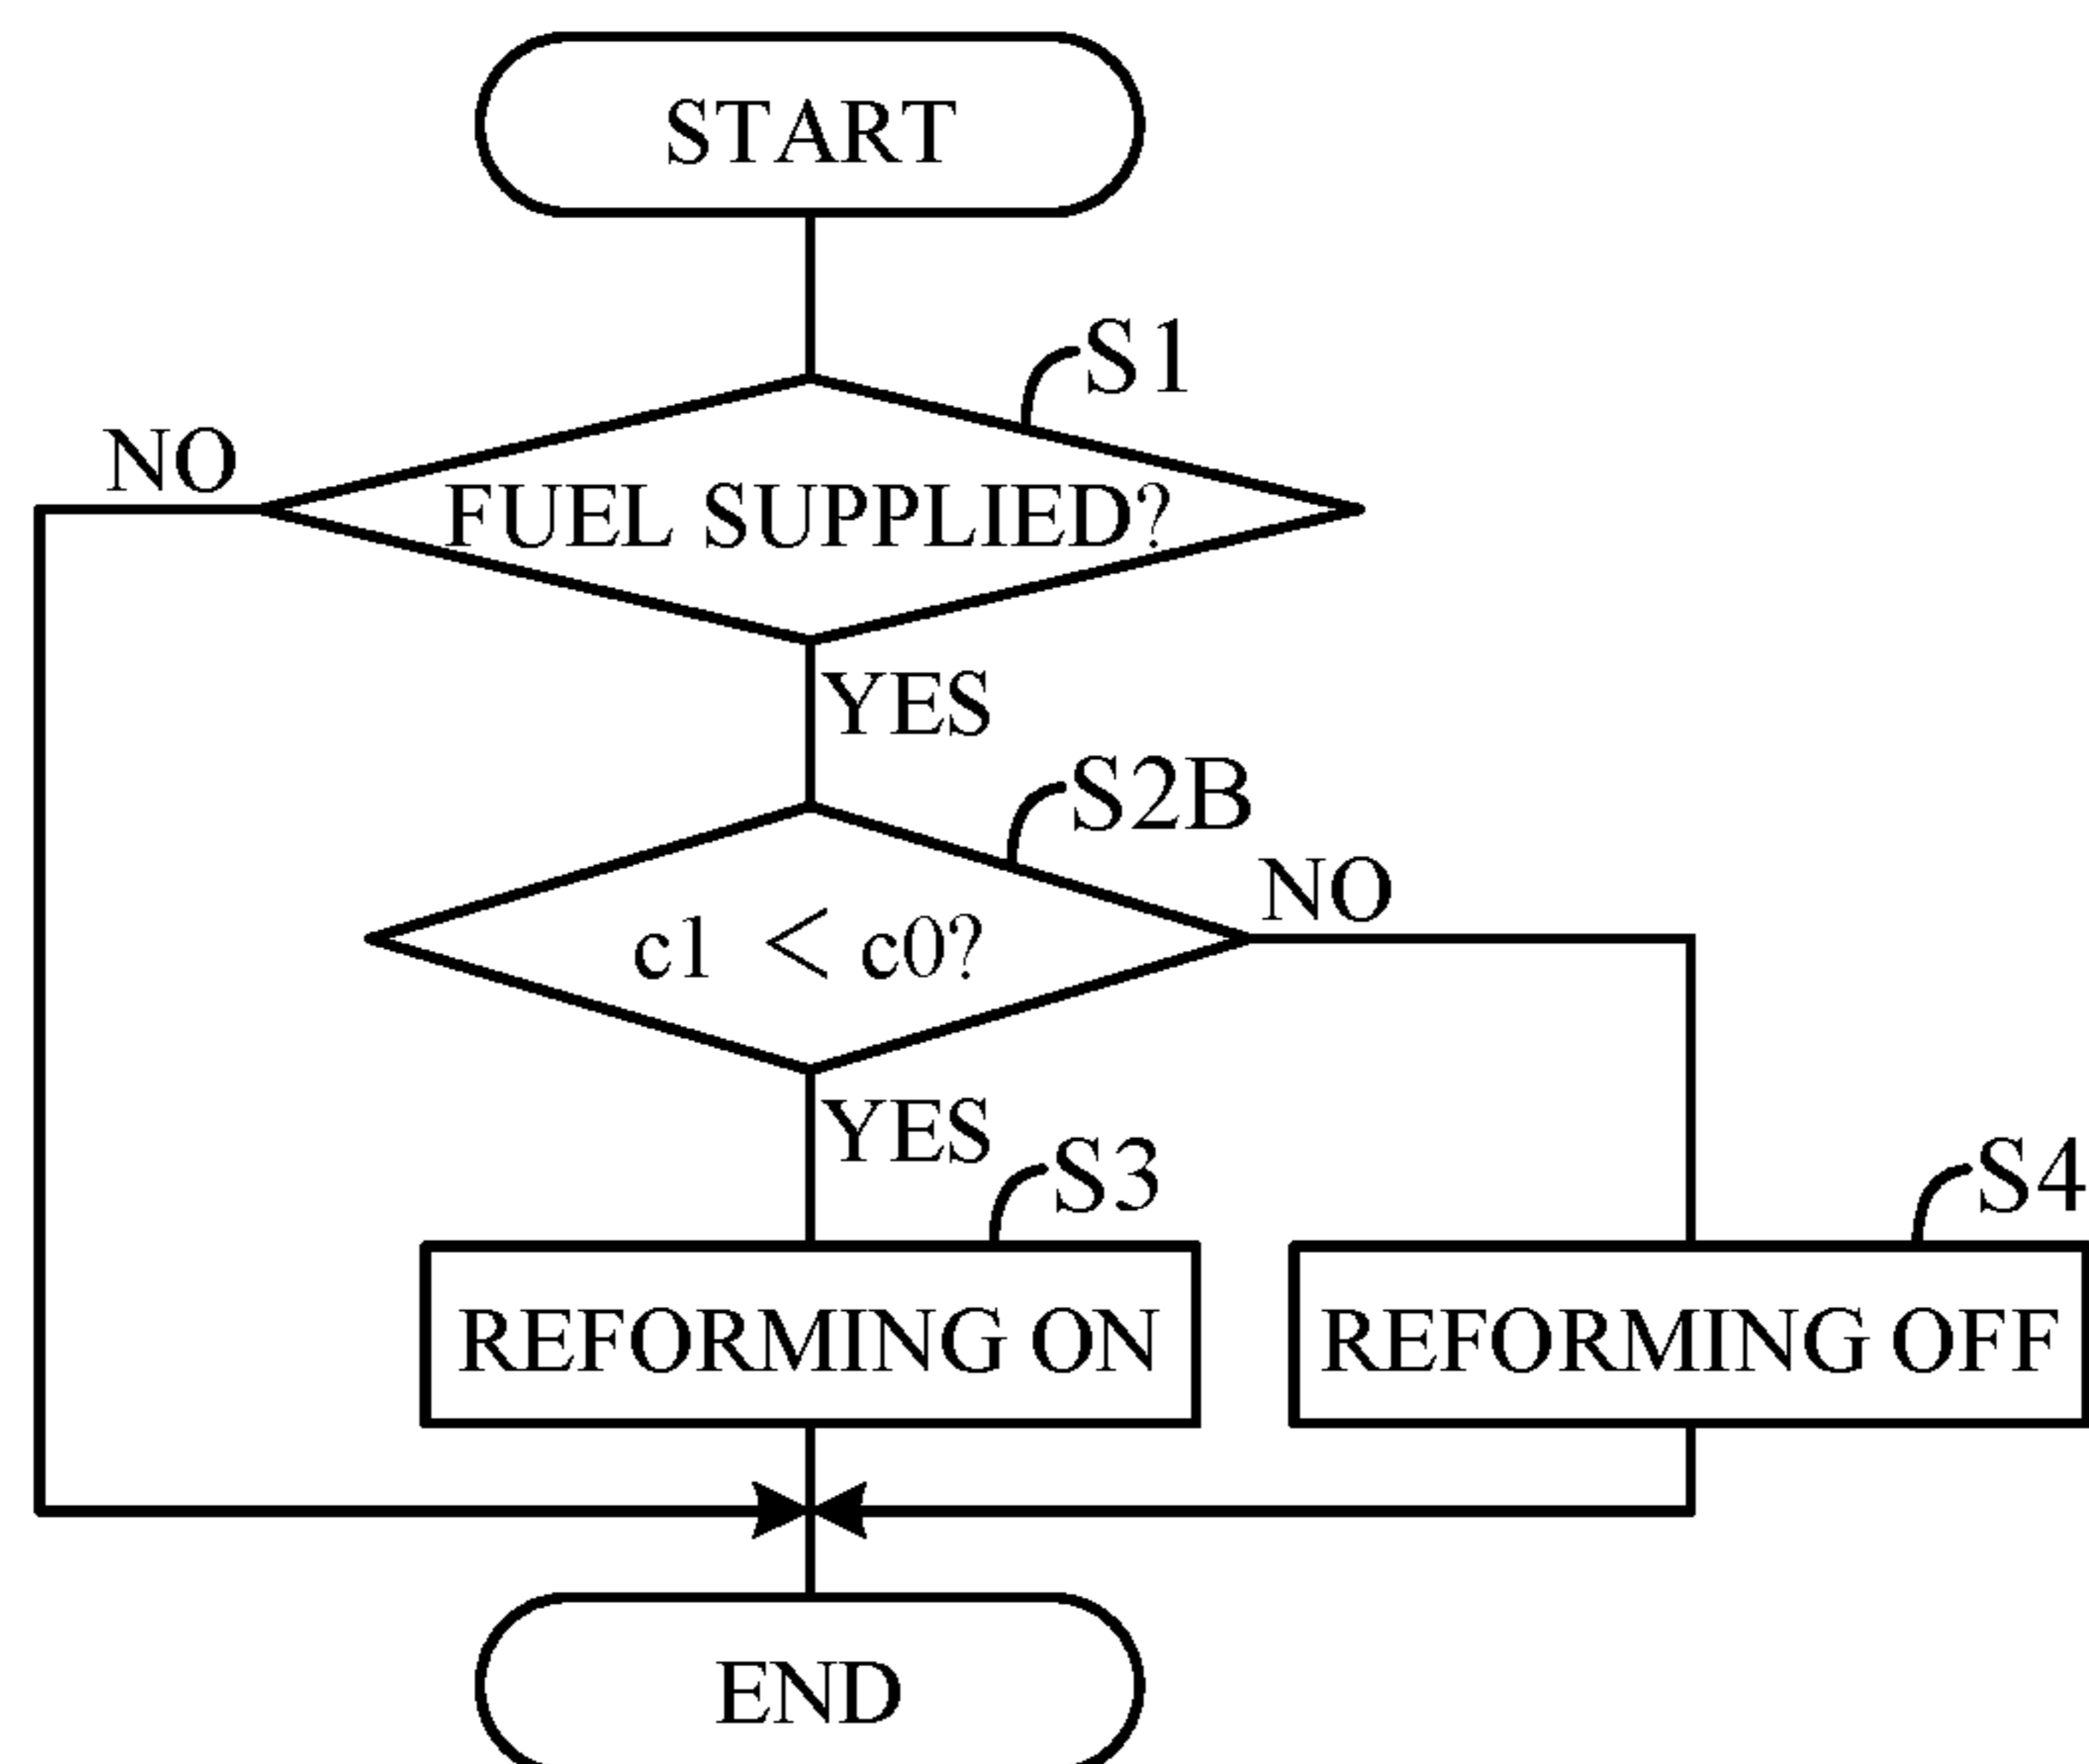 START
S1
NO
FUEL SUPPLIED?
YES
S2B
NO
c1 < c0?
YES
S3
S4
REFORMING ON
REFORMING OFF
END